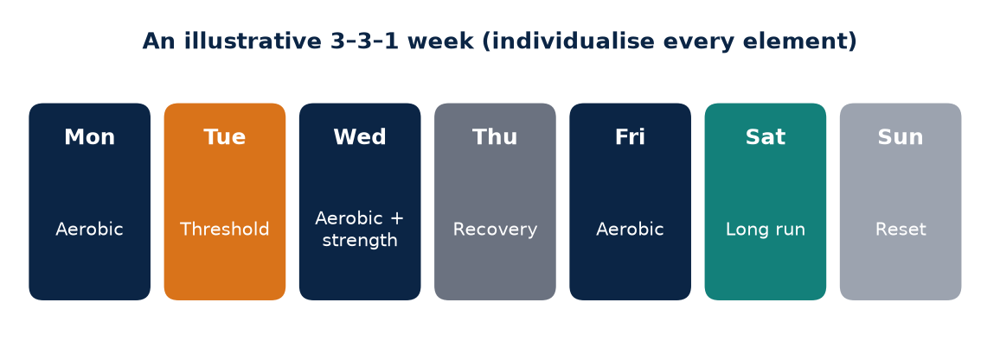 An illustrative 3–3–1 week (individualise every element)
Mon
Aerobic
Tue
Threshold
Wed
Aerobic +
strength
Thu
Recovery
Fri
Aerobic
Sat
Long run
Sun
Reset